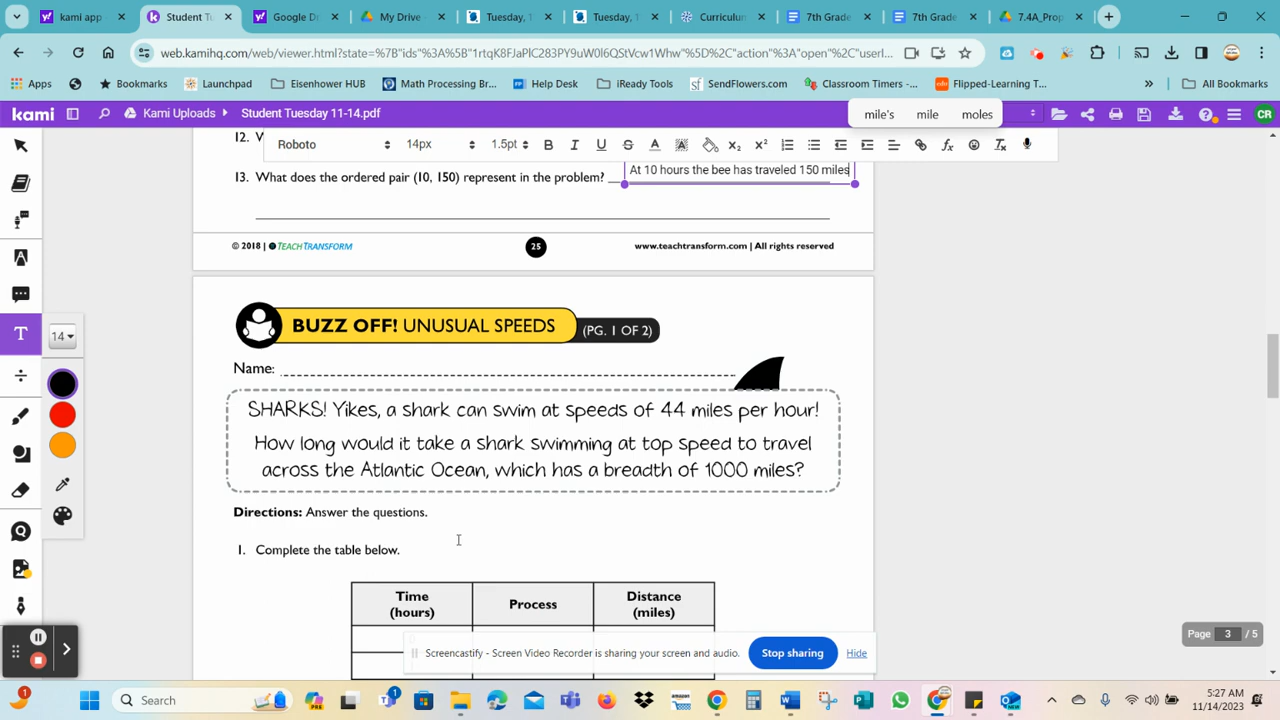 kami app
Student Tu
Google Dr
My Drive -
Tuesday, 1
Tuesday, 1
Curriculum
7th Grade
7th Grade
7.4A_Prop
web.kamihq.com/web/viewer.html?state=%7B"ids"%3A%5B"1rtqK8FJaPlC283PY9uW0l6QStVcw1Whw"%5D%2C"action"%3A"open"%2C"userI...
Apps
Bookmarks
Launchpad
Eisenhower HUB
Math Processing Br...
Help Desk
iReady Tools
SendFlowers.com
Classroom Timers -...
Flipped-Learning T...
All Bookmarks
kami
Kami Uploads
Student Tuesday 11-14.pdf
mile's mile moles
CR
Roboto 14px 1.5pt
12.
13. What does the ordered pair (10, 150) represent in the problem? At 10 hours the bee has traveled 150 miles
© 2018 | TEACHTRANSFORM 25 www.teachtransform.com | All rights reserved
BUZZ OFF! UNUSUAL SPEEDS (PG. 1 OF 2)
Name:
SHARKS! Yikes, a shark can swim at speeds of 44 miles per hour!
How long would it take a shark swimming at top speed to travel
across the Atlantic Ocean, which has a breadth of 1000 miles?
Directions: Answer the questions.
1. Complete the table below.
Time (hours)
Process
Distance (miles)
14
Page 3 / 5
Screencastify - Screen Video Recorder is sharing your screen and audio. Stop sharing Hide
Search
5:27 AM
11/14/2023